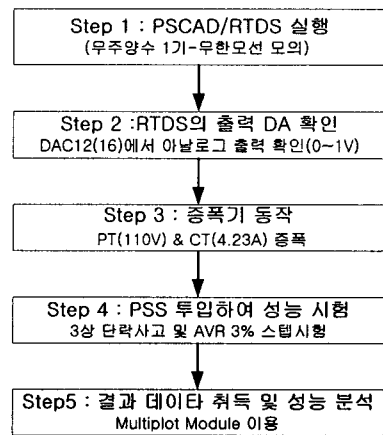 Step 1 : PSCAD/RTDS 실행
(무주양수 1기-무한모선 모의)
Step 2 :RTDS의 출력 DA 확인
DAC12(16)에서 아날로그 출력 확인(0~1V)
Step 3 : 증폭기 동작
PT(110V) & CT(4.23A) 증폭
Step 4 : PSS 투입하여 성능 시험
3상 단락사고 및 AVR 3% 스텝시험
Step5 : 결과 데이타 취득 및 성능 분석
Multiplot Module 이용